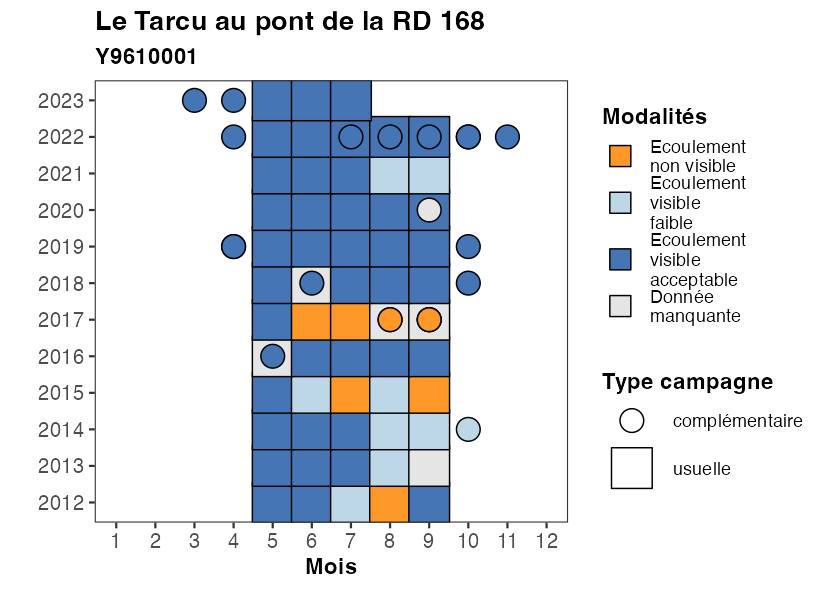 Le Tarcu au pont de la RD 168
Y9610001
2023
2022
2021
2020
2019
2018
2017
2016
2015
2014
2013
2012
1 2 3 4 5 6 7 8 9 10 11 12
Mois
Modalités
Ecoulement
non visible
Ecoulement
visible
faible
Ecoulement
visible
acceptable
Donnée
manquante
Type campagne
complémentaire
usuelle